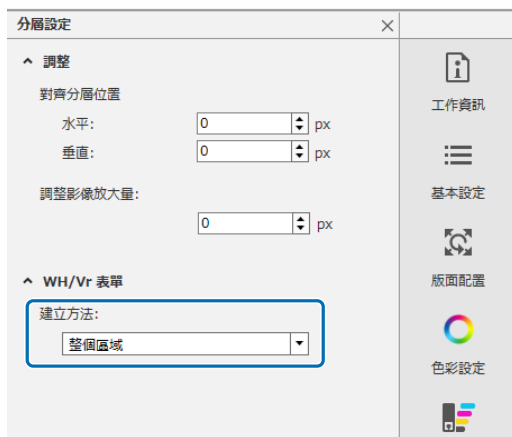 分層設定
調整
對齊分層位置
水平:
0
px
垂直:
0
px
調整影像放大量:
0
px
WH/Vr 表單
建立方法:
整個區域
工作資訊
基本設定
版面配置
色彩設定